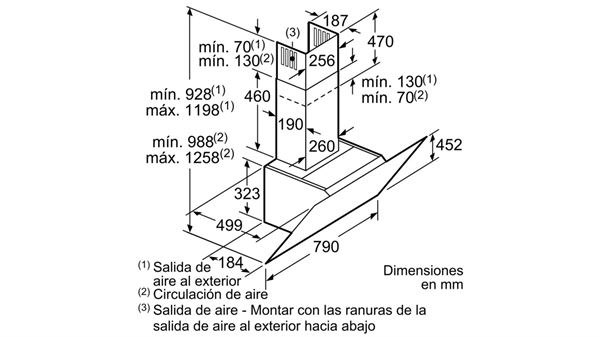 187
(3)
mín. 70(1)
mín. 130(2)
470
256
mín. 928(1)
máx. 1198(1)
460
mín. 130(1)
mín. 70(2)
190
mín. 988(2)
máx. 1258(2)
260
452
323
499
790
184
(1) Salida de
aire al exterior
(2) Circulación de aire
(3) Salida de aire - Montar con las ranuras de la
salida de aire al exterior hacia abajo
Dimensiones
en mm